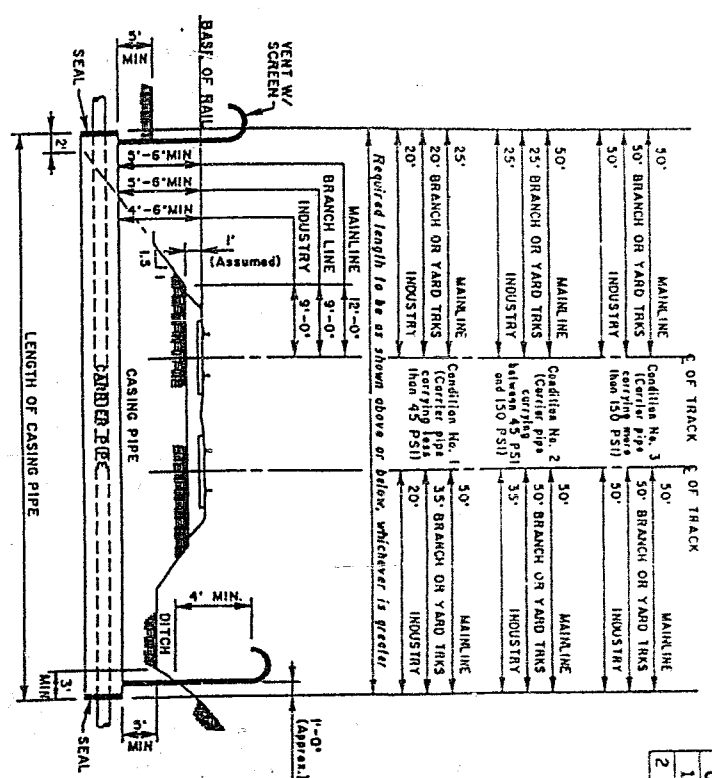 ℄ OF TRACK
℄ OF TRACK
50' MAINLINE
50' BRANCH OR YARD TRKS
50' INDUSTRY
Condition No. 3
(Carrier pipe
carrying more
than 150 PSI)
50' MAINLINE
50' BRANCH OR YARD TRKS
50' INDUSTRY
50' MAINLINE
25' BRANCH OR YARD TRKS
25' INDUSTRY
Condition No. 2
(Carrier pipe
carrying
between 45 PSI
and 150 PSI)
50' MAINLINE
50' BRANCH OR YARD TRKS
35' INDUSTRY
25' MAINLINE
20' BRANCH OR YARD TRKS
20' INDUSTRY
Condition No. 1
(Carrier pipe
carrying less
than 45 PSI)
50' MAINLINE
35' BRANCH OR YARD TRKS
20' INDUSTRY
Required length to be as shown above or below, whichever is greater
VENT W/
SCREEN
BASE OF RAIL
MAINLINE
BRANCH LINE
INDUSTRY
12'-0"
9'-0"
9'-0"
1'
(Assumed)
1
1.5
5'-6"MIN
5'-6"MIN
4'-6"MIN
5'
MIN
SEAL
2'
4' MIN.
DITCH
1'-0"
(Approx.)
5'
MIN
3'
MIN
SEAL
CASING PIPE
CARRIER PIPE
LENGTH OF CASING PIPE
1
2